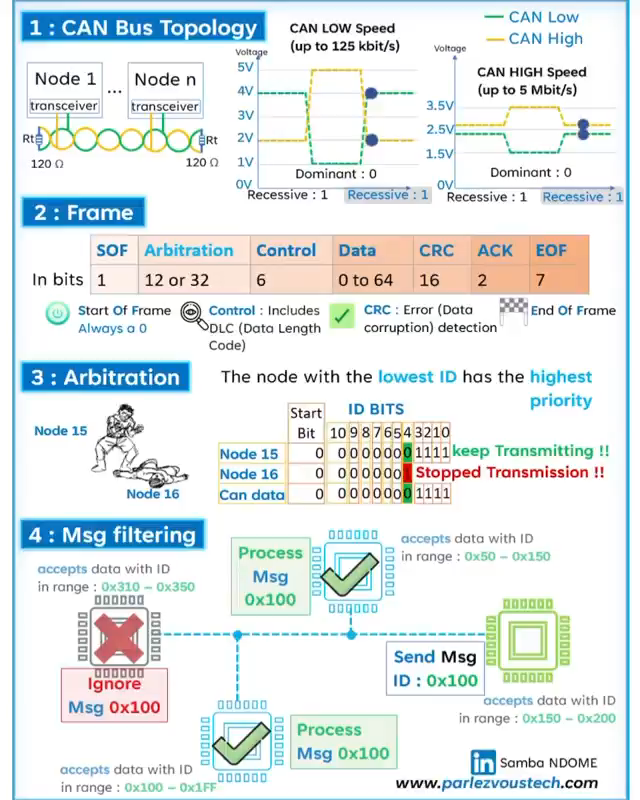 1 : CAN Bus Topology
CAN LOW Speed
(up to 125 kbit/s)
CAN Low
CAN High
Voltage
5V
4V
3V
2V
1V
0V
Dominant : 0
Recessive : 1
Recessive : 1
Voltage
CAN HIGH Speed
(up to 5 Mbit/s)
3.5V
2.5V
1.5V
0V
Dominant : 0
Recessive : 1
Recessive : 1
Node 1
...
Node n
transceiver
transceiver
Rt
Rt
120 Ω
120 Ω
2 : Frame
SOF Arbitration Control Data CRC ACK EOF
In bits 1 12 or 32 6 0 to 64 16 2 7
Start Of Frame
Always a 0
Control : Includes
DLC (Data Length
Code)
CRC : Error (Data
corruption) detection
End Of Frame
3 : Arbitration
The node with the lowest ID has the highest
priority
Node 15
Node 16
Start
Bit
ID BITS
10 9 8 7 6 5 4 3 2 1 0
Node 15 0 0 0 0 0 0 0 0 1 1 1 1 keep Transmitting !!
Node 16 0 0 0 0 0 0 0 1 Stopped Transmission !!
Can data 0 0 0 0 0 0 0 0 1 1 1 1
4 : Msg filtering
accepts data with ID
in range : 0x310 – 0x350
Ignore
Msg 0x100
Process
Msg
0x100
accepts data with ID
in range : 0x50 – 0x150
Send Msg
ID : 0x100
accepts data with ID
in range : 0x150 – 0x200
Process
Msg 0x100
accepts data with ID
in range : 0x100 – 0x1FF
in Samba NDOME
www.parlezvoustech.com